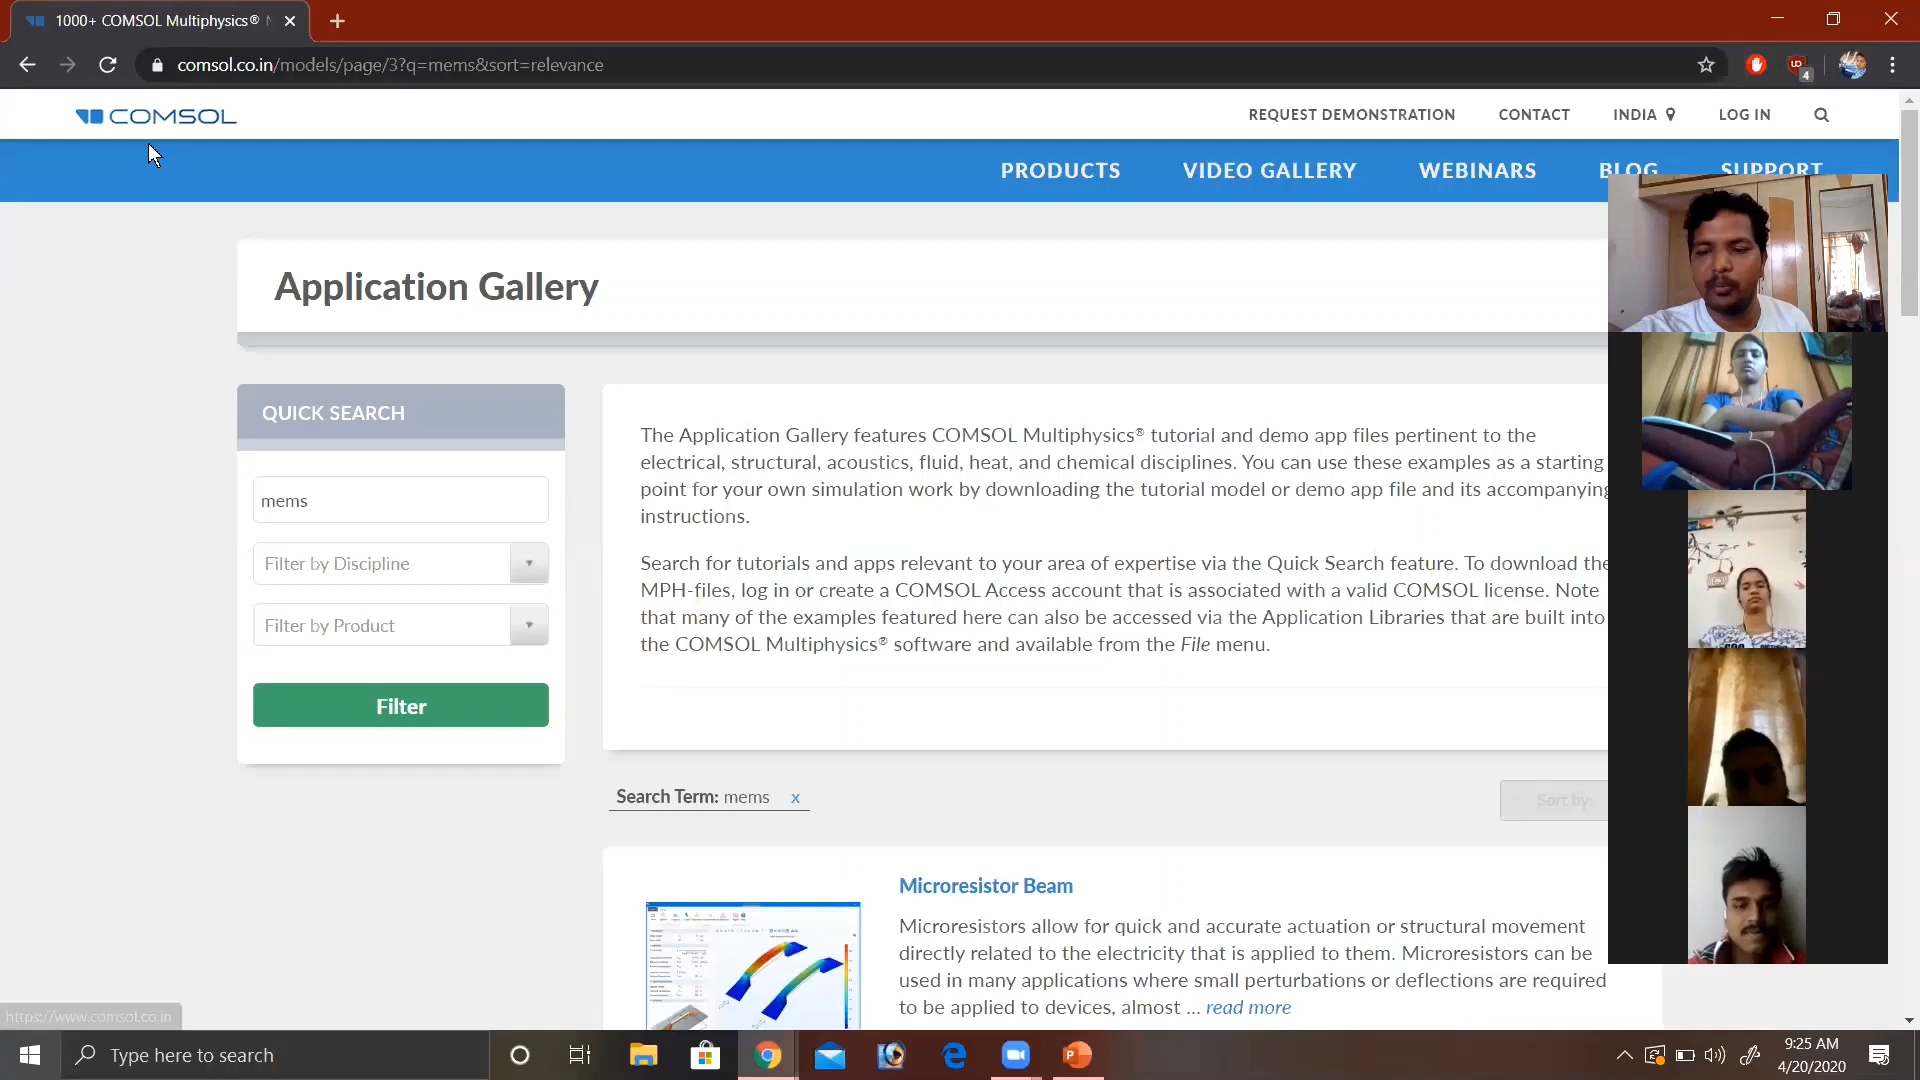 1000+ COMSOL Multiphysics®
comsol.co.in/models/page/3?q=mems&sort=relevance
4
COMSOL
REQUEST DEMONSTRATION
CONTACT
INDIA
LOG IN
PRODUCTS
VIDEO GALLERY
WEBINARS
BLOG
SUPPORT
Application Gallery
QUICK SEARCH
mems
Filter by Discipline
Filter by Product
Filter
The Application Gallery features COMSOL Multiphysics® tutorial and demo app files pertinent to the
electrical, structural, acoustics, fluid, heat, and chemical disciplines. You can use these examples as a starting
point for your own simulation work by downloading the tutorial model or demo app file and its accompanying
instructions.
Search for tutorials and apps relevant to your area of expertise via the Quick Search feature. To download the
MPH-files, log in or create a COMSOL Access account that is associated with a valid COMSOL license. Note
that many of the examples featured here can also be accessed via the Application Libraries that are built into
the COMSOL Multiphysics® software and available from the File menu.
Search Term: mems x
Sort by:
Microresistor Beam
Microresistors allow for quick and accurate actuation or structural movement
directly related to the electricity that is applied to them. Microresistors can be
used in many applications where small perturbations or deflections are required
to be applied to devices, almost ... read more
https://www.comsol.co.in
Type here to search
9:25 AM
4/20/2020